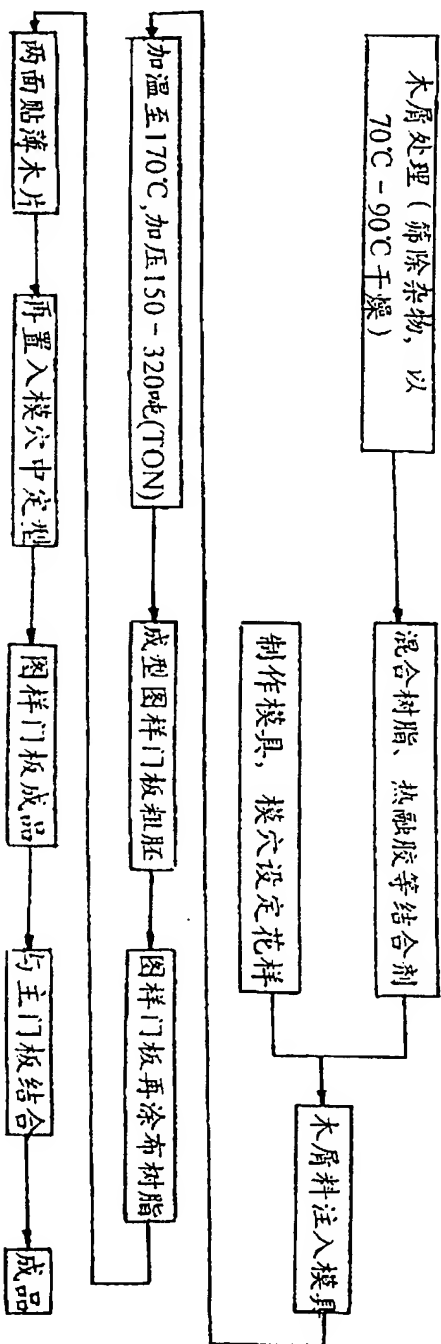 木屑处理（筛除杂物，以
70℃-90℃干燥）
混合树脂、热融胶等结合剂
制作模具，模穴设定花样
木屑料注入模具
加温至170℃,加压150-320吨(TON)
成型图样门板粗胚
图样门板再涂布树脂
两面贴薄木片
再置入模穴中定型
图样门板成品
与主门板结合
成品